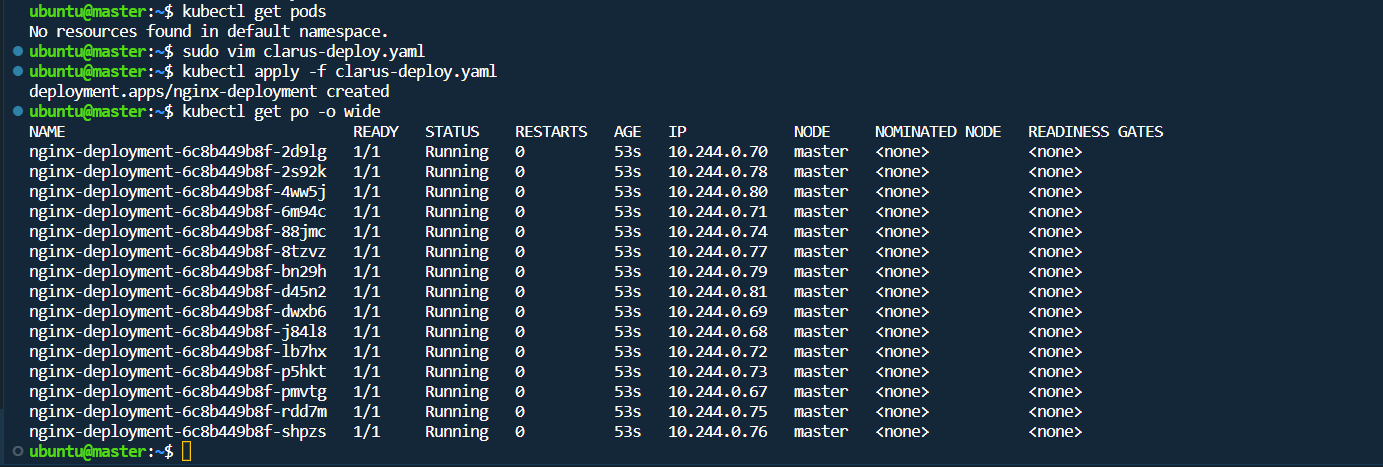 ubuntu@master:~$ kubectl get pods
No resources found in default namespace.
ubuntu@master:~$ sudo vim clarus-deploy.yaml
ubuntu@master:~$ kubectl apply -f clarus-deploy.yaml
deployment.apps/nginx-deployment created
ubuntu@master:~$ kubectl get po -o wide
NAME READY STATUS RESTARTS AGE IP NODE NOMINATED NODE READINESS GATES
nginx-deployment-6c8b449b8f-2d9lg 1/1 Running 0 53s 10.244.0.70 master <none> <none>
nginx-deployment-6c8b449b8f-2s92k 1/1 Running 0 53s 10.244.0.78 master <none> <none>
nginx-deployment-6c8b449b8f-4ww5j 1/1 Running 0 53s 10.244.0.80 master <none> <none>
nginx-deployment-6c8b449b8f-6m94c 1/1 Running 0 53s 10.244.0.71 master <none> <none>
nginx-deployment-6c8b449b8f-88jmc 1/1 Running 0 53s 10.244.0.74 master <none> <none>
nginx-deployment-6c8b449b8f-8tzvz 1/1 Running 0 53s 10.244.0.77 master <none> <none>
nginx-deployment-6c8b449b8f-bn29h 1/1 Running 0 53s 10.244.0.79 master <none> <none>
nginx-deployment-6c8b449b8f-d45n2 1/1 Running 0 53s 10.244.0.81 master <none> <none>
nginx-deployment-6c8b449b8f-dwxb6 1/1 Running 0 53s 10.244.0.69 master <none> <none>
nginx-deployment-6c8b449b8f-j84l8 1/1 Running 0 53s 10.244.0.68 master <none> <none>
nginx-deployment-6c8b449b8f-lb7hx 1/1 Running 0 53s 10.244.0.72 master <none> <none>
nginx-deployment-6c8b449b8f-p5hkt 1/1 Running 0 53s 10.244.0.73 master <none> <none>
nginx-deployment-6c8b449b8f-pmvtg 1/1 Running 0 53s 10.244.0.67 master <none> <none>
nginx-deployment-6c8b449b8f-rdd7m 1/1 Running 0 53s 10.244.0.75 master <none> <none>
nginx-deployment-6c8b449b8f-shpzs 1/1 Running 0 53s 10.244.0.76 master <none> <none>
ubuntu@master:~$